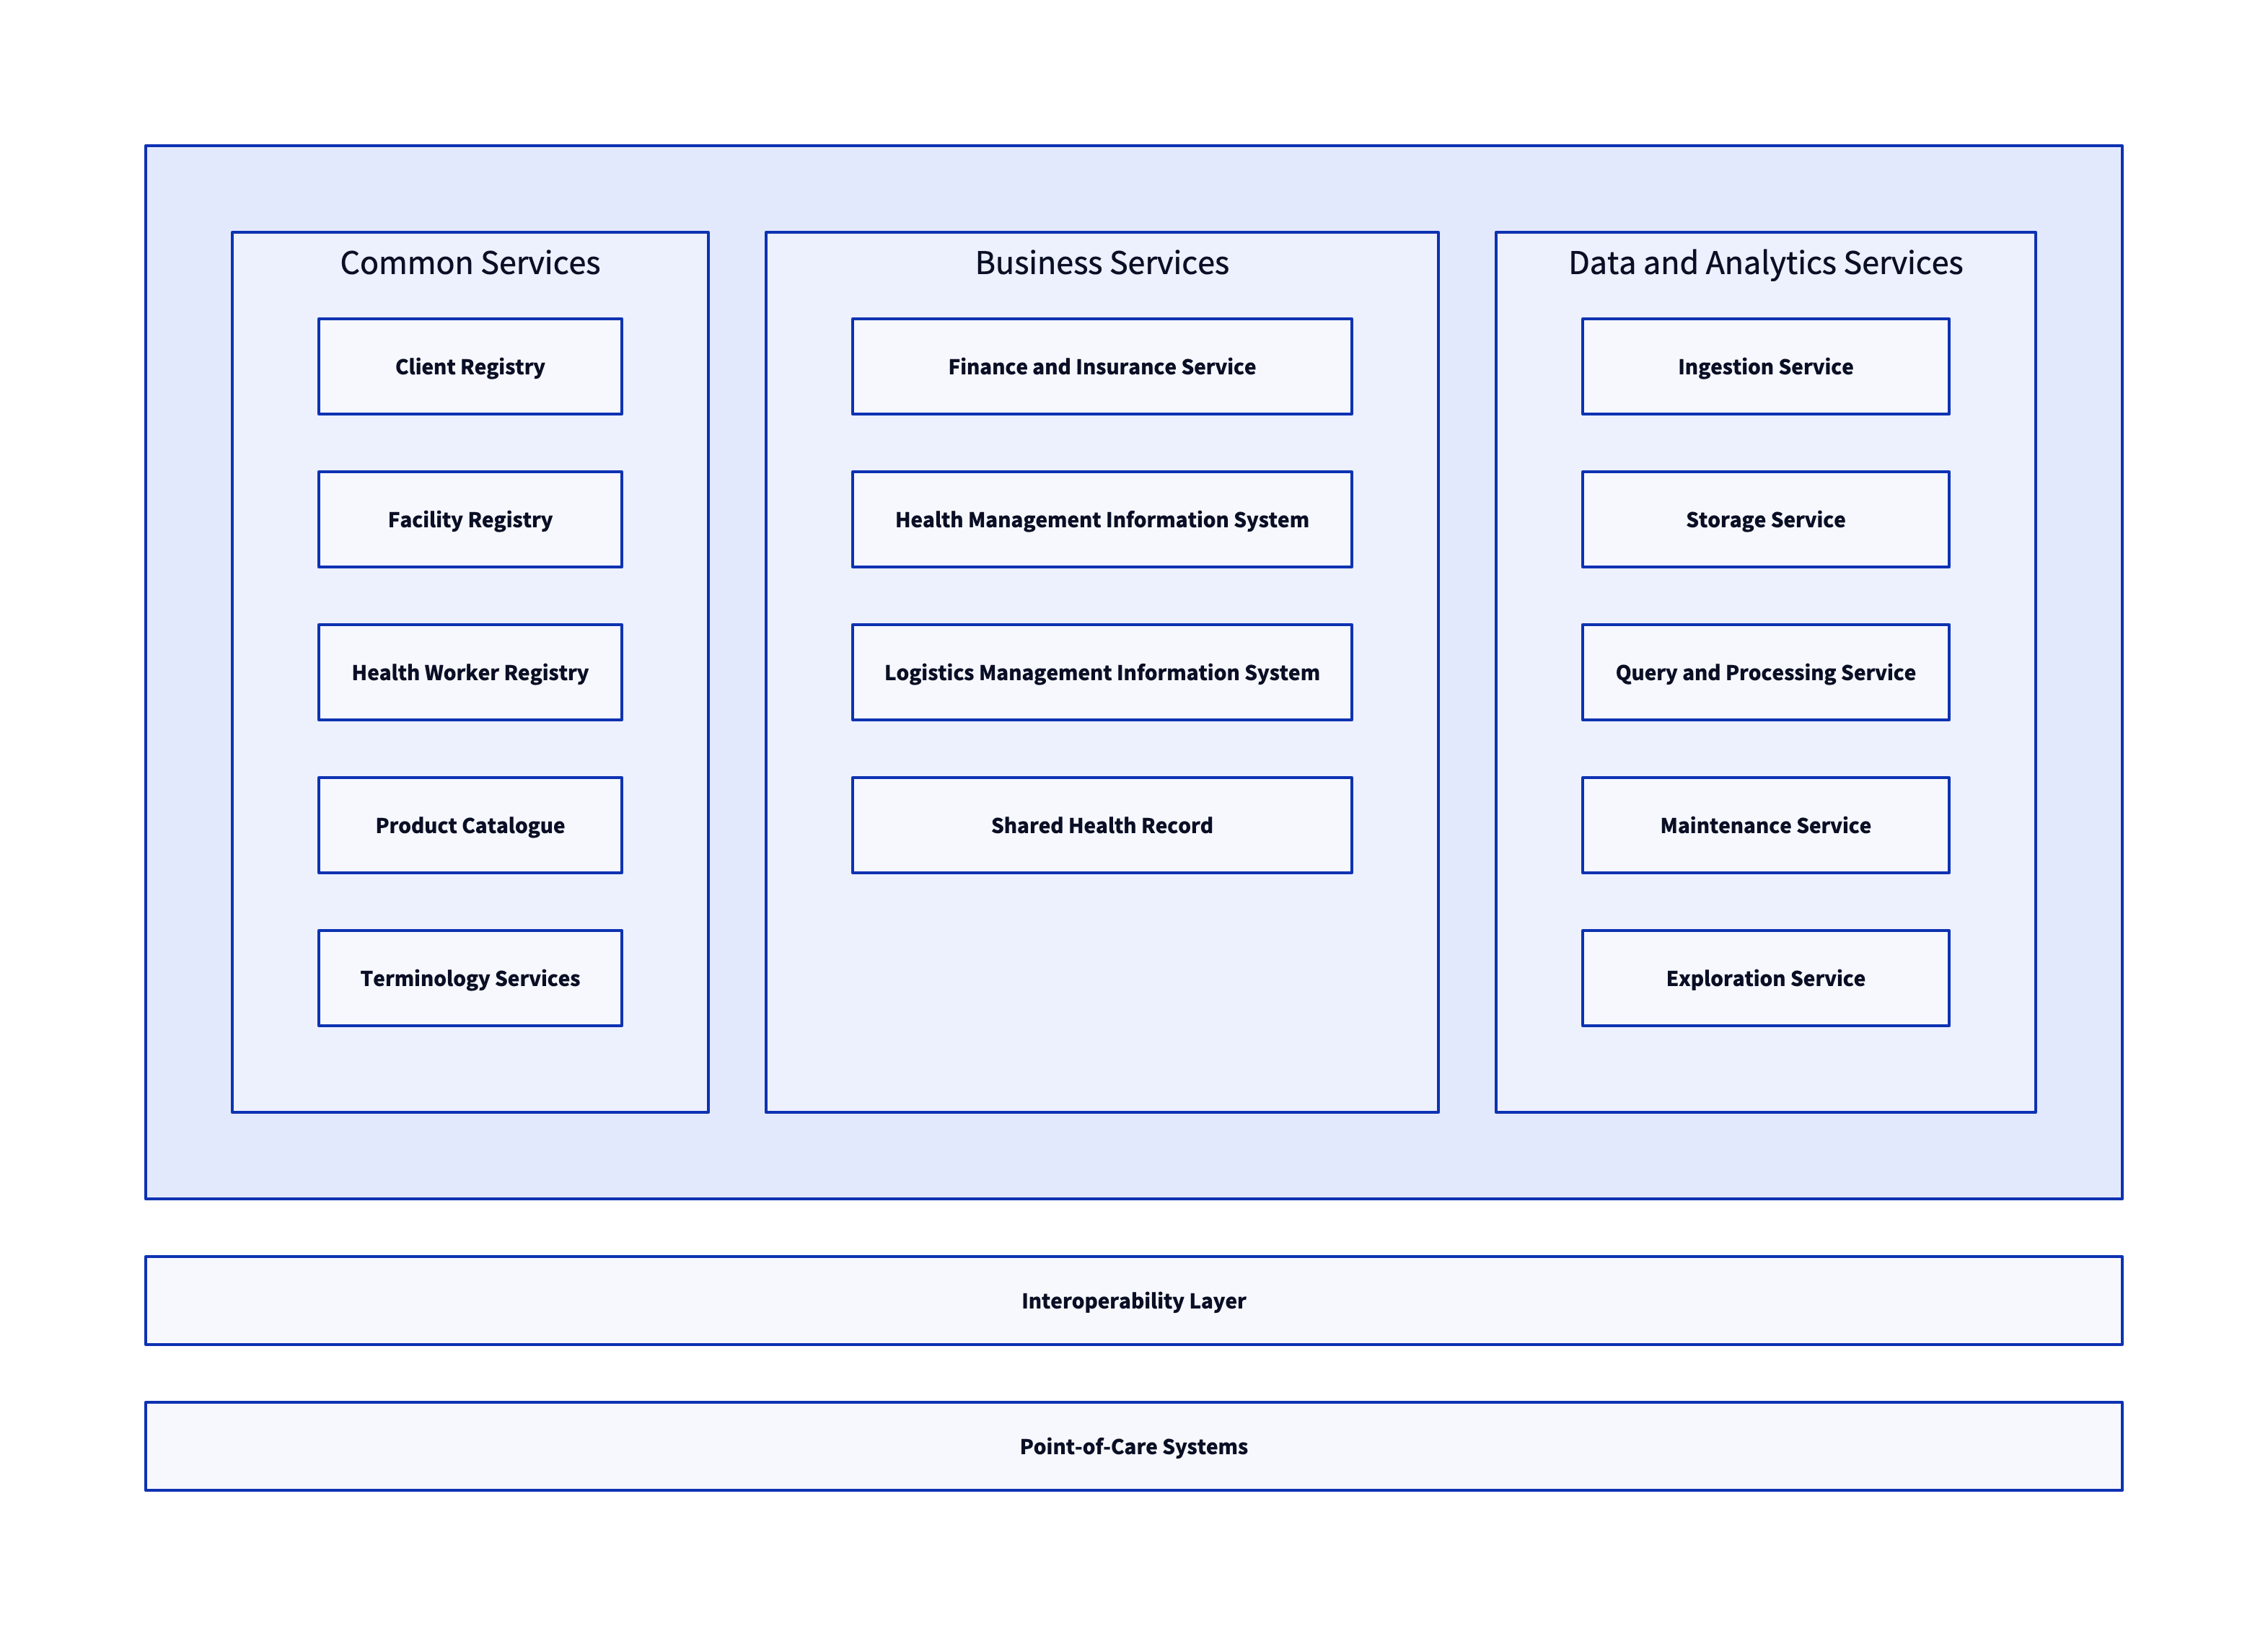 Common Services
Client Registry
Facility Registry
Health Worker Registry
Product Catalogue
Terminology Services
Business Services
Finance and Insurance Service
Health Management Information System
Logistics Management Information System
Shared Health Record
Data and Analytics Services
Ingestion Service
Storage Service
Query and Processing Service
Maintenance Service
Exploration Service
Interoperability Layer
Point-of-Care Systems